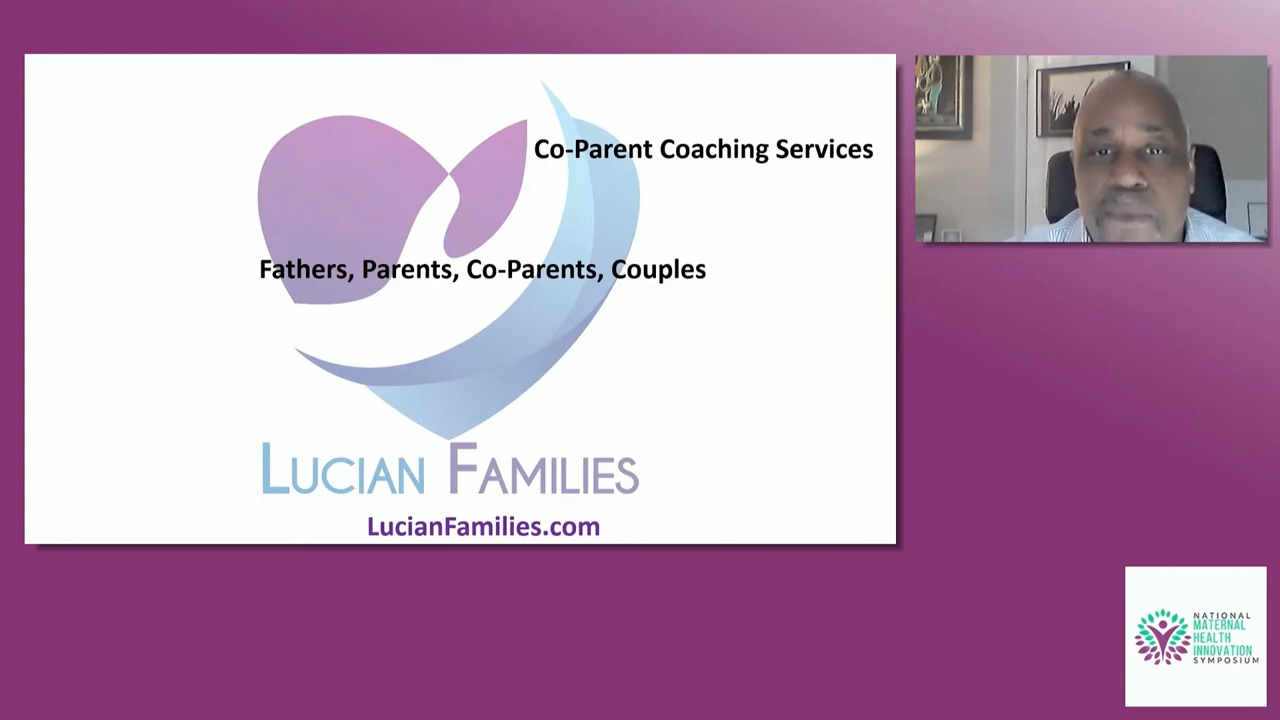 Co-Parent Coaching Services
Fathers, Parents, Co-Parents, Couples
LUCIAN FAMILIES
LucianFamilies.com
NATIONAL
MATERNAL
HEALTH
INNOVATION
SYMPOSIUM